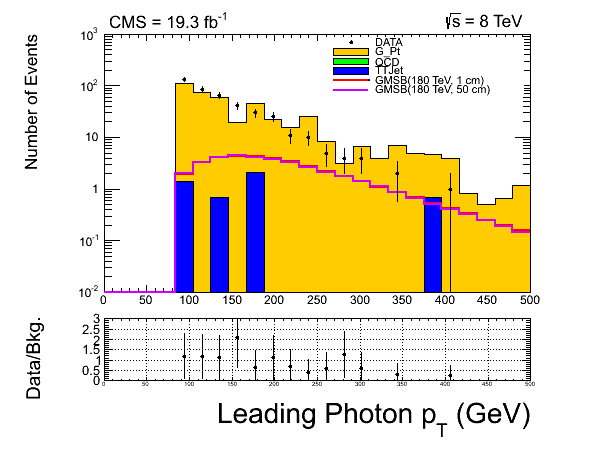 CMS = 19.3 fb⁻¹
√s = 8 TeV
Number of Events
10³
10²
10
1
10⁻¹
10⁻²
DATA
G_Pt
QCD
TTJet
GMSB(180 TeV, 1 cm)
GMSB(180 TeV, 50 cm)
0 50 100 150 200 250 300 350 400 450 500
Data/Bkg.
3
2.5
2
1.5
1
0.5
0
0 50 100 150 200 250 300 350 400 450 500
Leading Photon p_T (GeV)